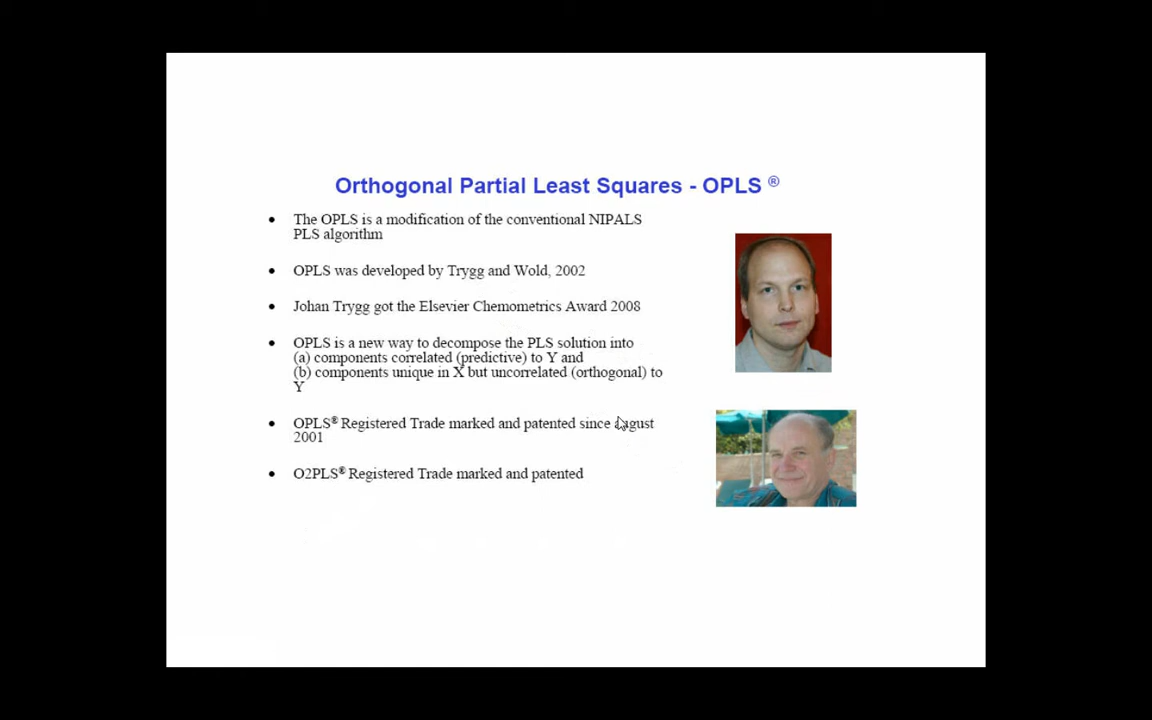 Orthogonal Partial Least Squares - OPLS ®
• The OPLS is a modification of the conventional NIPALS
PLS algorithm
• OPLS was developed by Trygg and Wold, 2002
• Johan Trygg got the Elsevier Chemometrics Award 2008
• OPLS is a new way to decompose the PLS solution into
(a) components correlated (predictive) to Y and
(b) components unique in X but uncorrelated (orthogonal) to
Y
• OPLS® Registered Trade marked and patented since august
2001
• O2PLS® Registered Trade marked and patented